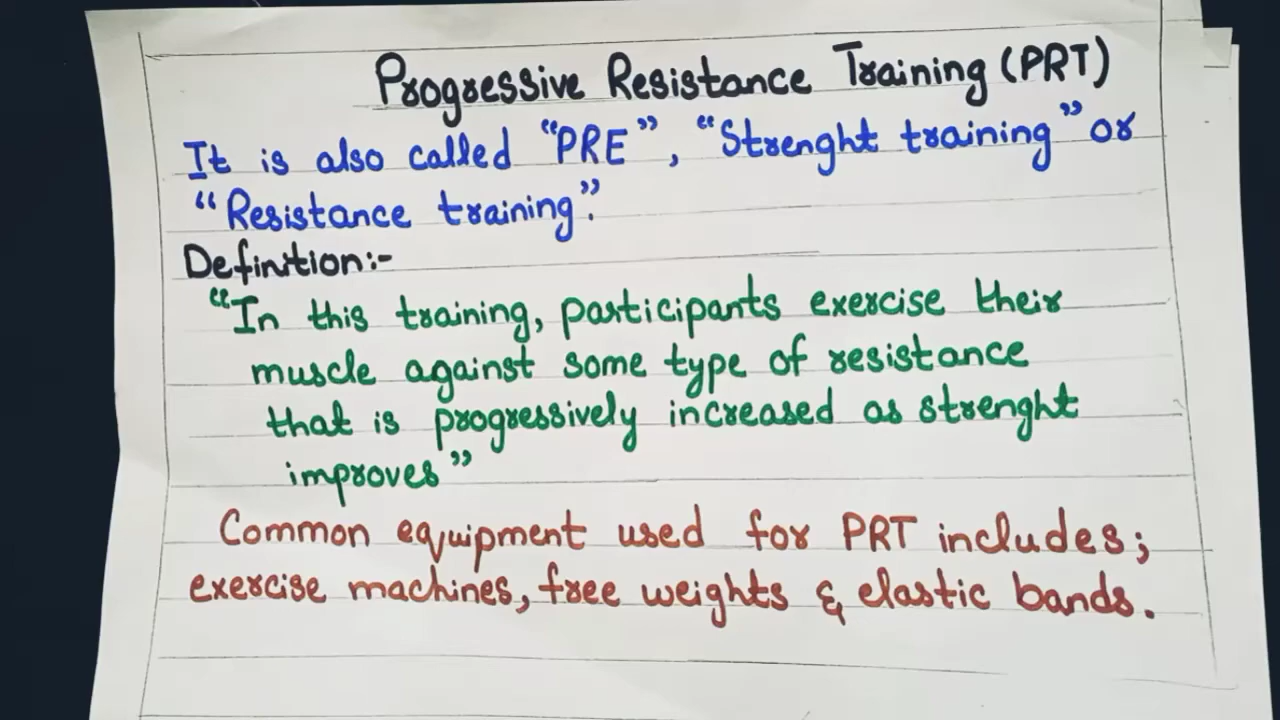 Progressive Resistance Training (PRT)
It is also called "PRE", "Strenght training" or
"Resistance training".
Definition:-
"In this training, participants exercise their
muscle against some type of resistance
that is progressively increased as strenght
improves"
Common equipment used for PRT includes;
exercise machines, free weights & elastic bands.